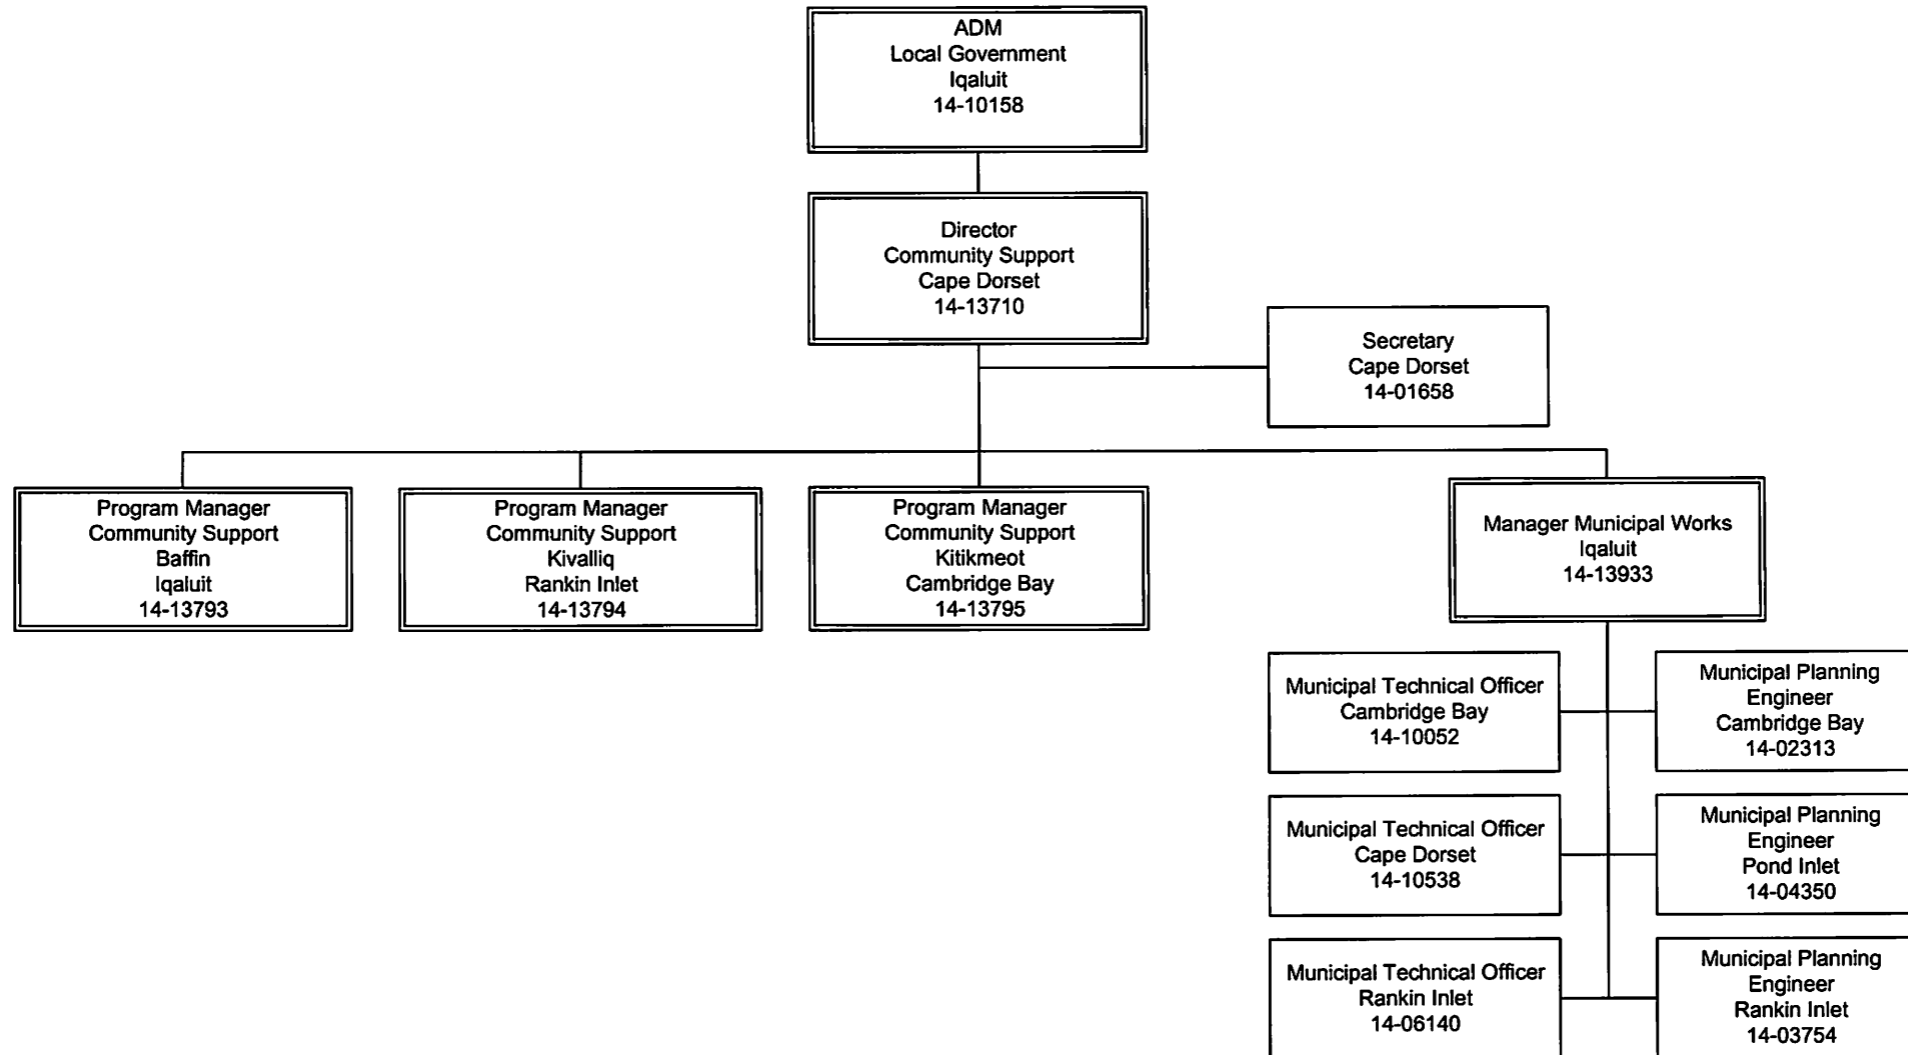 ADM
Local Government
Iqaluit
14-10158
Director
Community Support
Cape Dorset
14-13710
Secretary
Cape Dorset
14-01658
Program Manager
Community Support
Baffin
Iqaluit
14-13793
Program Manager
Community Support
Kivalliq
Rankin Inlet
14-13794
Program Manager
Community Support
Kitikmeot
Cambridge Bay
14-13795
Manager Municipal Works
Iqaluit
14-13933
Municipal Technical Officer
Cambridge Bay
14-10052
Municipal Planning
Engineer
Cambridge Bay
14-02313
Municipal Technical Officer
Cape Dorset
14-10538
Municipal Planning
Engineer
Pond Inlet
14-04350
Municipal Technical Officer
Rankin Inlet
14-06140
Municipal Planning
Engineer
Rankin Inlet
14-03754